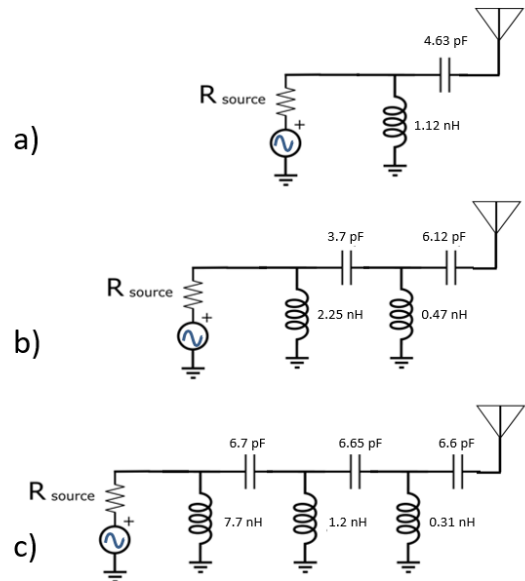 4.63 pF
R source
+
1.12 nH
a)
3.7 pF
6.12 pF
R source
+
2.25 nH
0.47 nH
b)
6.7 pF
6.65 pF
6.6 pF
R source
+
7.7 nH
1.2 nH
0.31 nH
c)